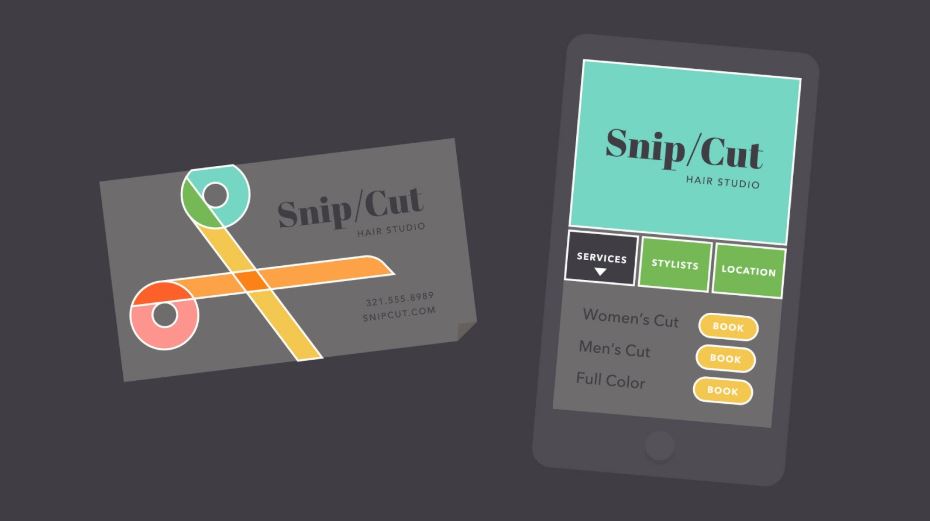 Snip/Cut
HAIR STUDIO
321.555.8989
SNIPCUT.COM
Snip/Cut
HAIR STUDIO
SERVICES
STYLISTS
LOCATION
Women's Cut
BOOK
Men's Cut
BOOK
Full Color
BOOK